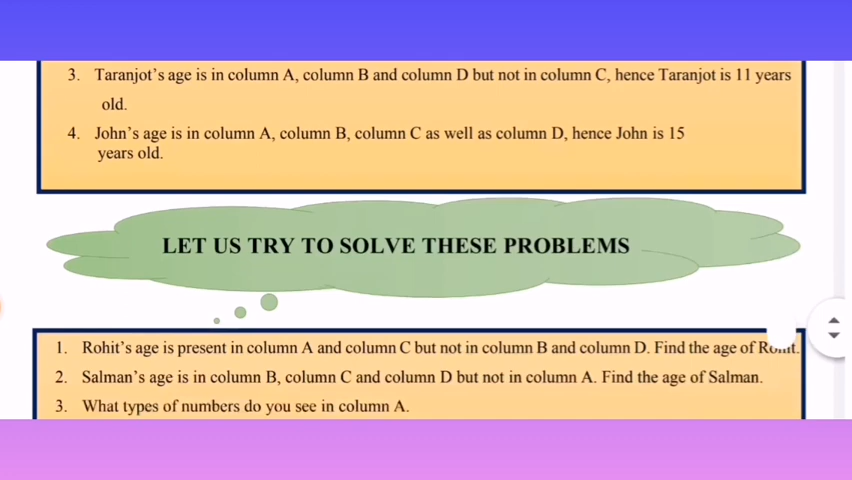 3. Taranjot's age is in column A, column B and column D but not in column C, hence Taranjot is 11 years
old.
4. John's age is in column A, column B, column C as well as column D, hence John is 15
years old.
LET US TRY TO SOLVE THESE PROBLEMS
1. Rohit's age is present in column A and column C but not in column B and column D. Find the age of Rohit.
2. Salman's age is in column B, column C and column D but not in column A. Find the age of Salman.
3. What types of numbers do you see in column A.